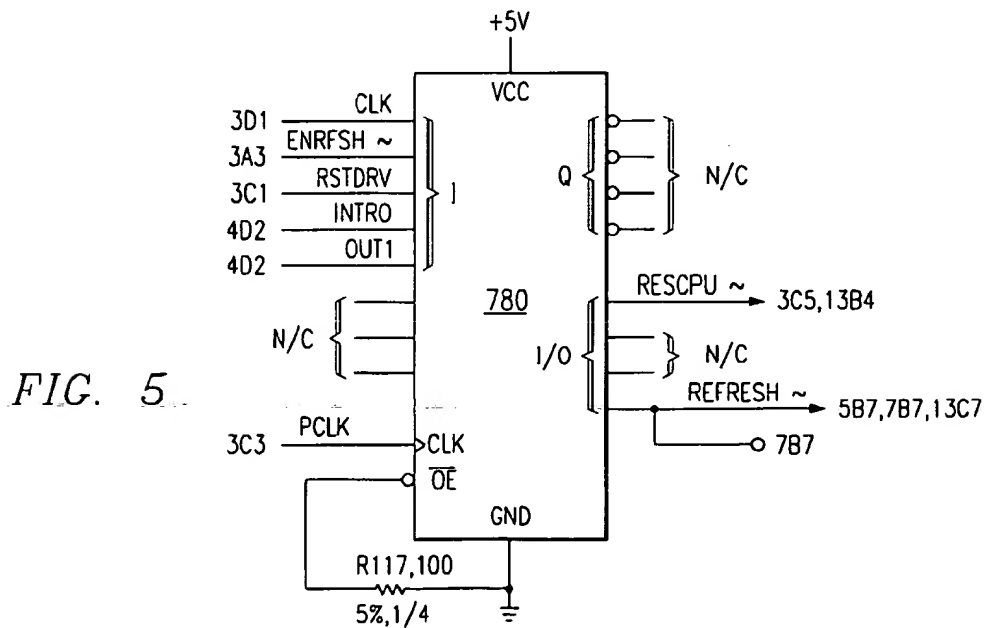 +5V
VCC
3D1 CLK
3A3 ENRFSH ~
3C1 RSTDRV
4D2 INTRO
4D2 OUT1
I
Q
N/C
780
RESCPU ~
3C5,13B4
N/C
I/O
N/C
REFRESH ~
5B7,7B7,13C7
7B7
FIG. 5
3C3 PCLK
CLK
OE
GND
R117,100
5%,1/4